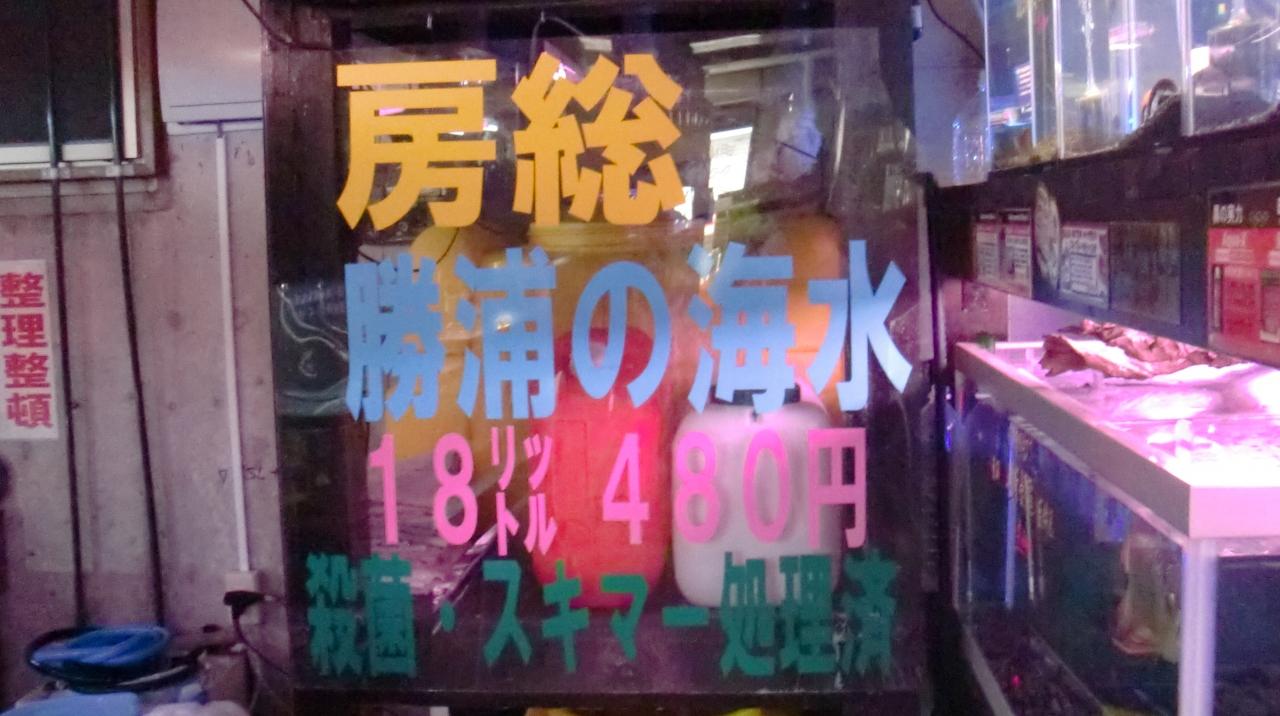 房総
勝浦の海水
18リットル 480円
殺菌・スキマー処理済
整理整頓